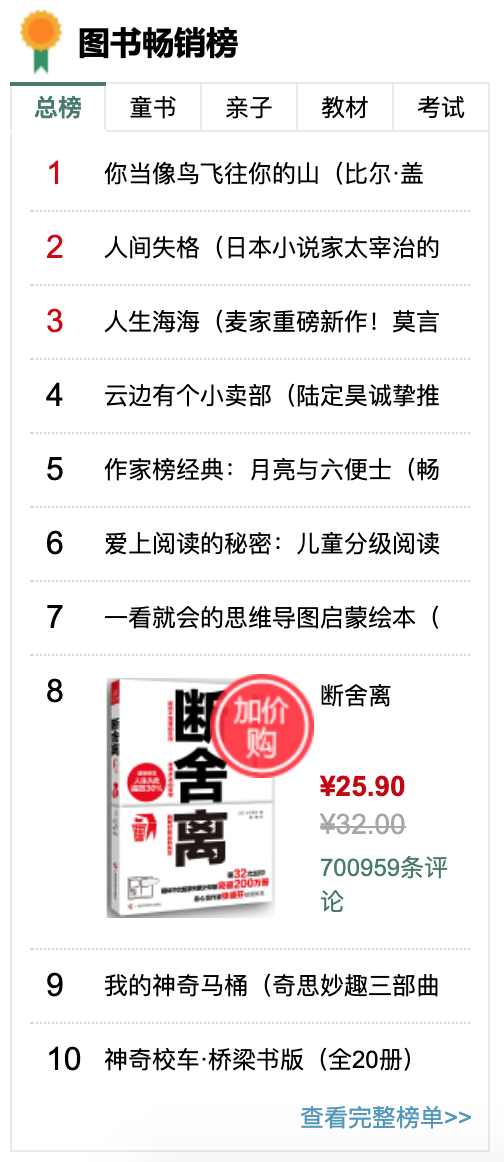 图书畅销榜
总榜 童书 亲子 教材 考试
1 你当像鸟飞往你的山（比尔·盖
2 人间失格（日本小说家太宰治的
3 人生海海（麦家重磅新作！莫言
4 云边有个小卖部（陆定昊诚挚推
5 作家榜经典：月亮与六便士（畅
6 爱上阅读的秘密：儿童分级阅读
7 一看就会的思维导图启蒙绘本（
8
断舍离
加价
购
断舍离
¥25.90
¥32.00
700959条评
论
9 我的神奇马桶（奇思妙趣三部曲
10 神奇校车·桥梁书版（全20册）
查看完整榜单>>